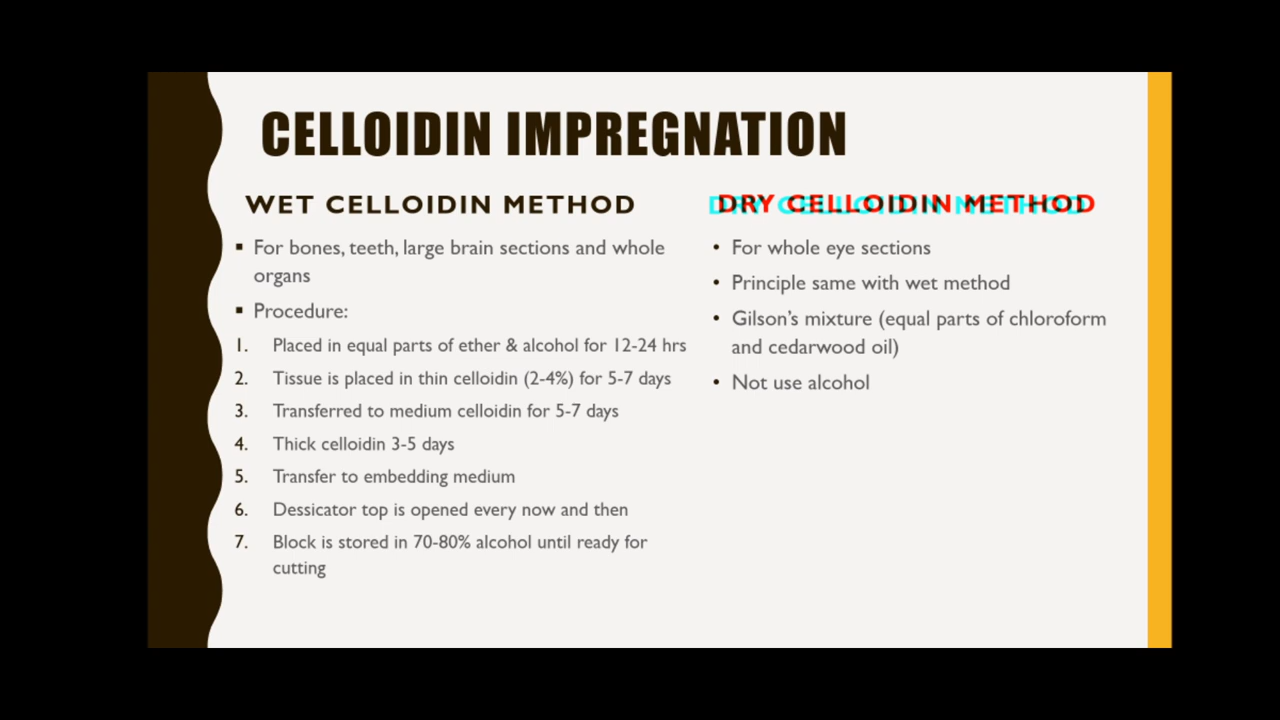 CELLOIDIN IMPREGNATION
WET CELLOIDIN METHOD
▪ For bones, teeth, large brain sections and whole
organs
▪ Procedure:
1. Placed in equal parts of ether & alcohol for 12-24 hrs
2. Tissue is placed in thin celloidin (2-4%) for 5-7 days
3. Transferred to medium celloidin for 5-7 days
4. Thick celloidin 3-5 days
5. Transfer to embedding medium
6. Dessicator top is opened every now and then
7. Block is stored in 70-80% alcohol until ready for
cutting
DRY CELLOIDIN METHOD
• For whole eye sections
• Principle same with wet method
• Gilson's mixture (equal parts of chloroform
and cedarwood oil)
• Not use alcohol